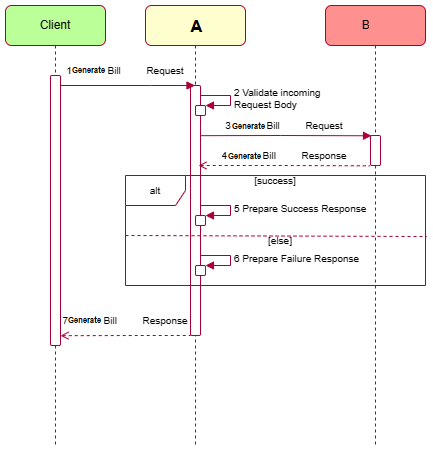 Client
A
B
1Generate Bill Request
2 Validate incoming
Request Body
3 Generate Bill Request
4 Generate Bill Response
[success]
alt
5 Prepare Success Response
[else]
6 Prepare Failure Response
7Generate Bill Response